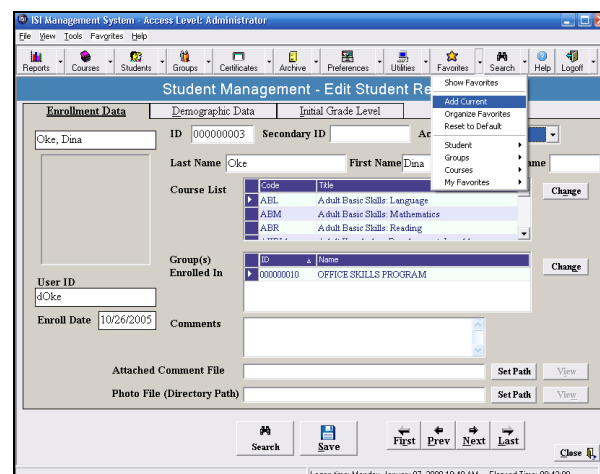 ISI Management System - Access Level: Administrator
File View Tools Favorites Help
Reports Courses Students Groups Certificates Archive Preferences Utilities Favorites Search Help Logoff
Student Management - Edit Student Re
Show Favorites
Add Current
Organize Favorites
Reset to Default
Student
Groups
Courses
My Favorites
Enrollment Data Demographic Data Initial Grade Level
Oke, Dina
ID 000000003 Secondary ID Ac
Last Name Oke First Name Dina me
Course List
Code Title
ABL Adult Basic Skills: Language
ABM Adult Basic Skills: Mathematics
ABR Adult Basic Skills: Reading
Change
Group(s)
Enrolled In
ID Name
000000010 OFFICE SKILLS PROGRAM
Change
User ID
dOke
Enroll Date 10/26/2005
Comments
Attached Comment File Set Path View
Photo File (Directory Path) Set Path View
Search Save First Prev Next Last
Close